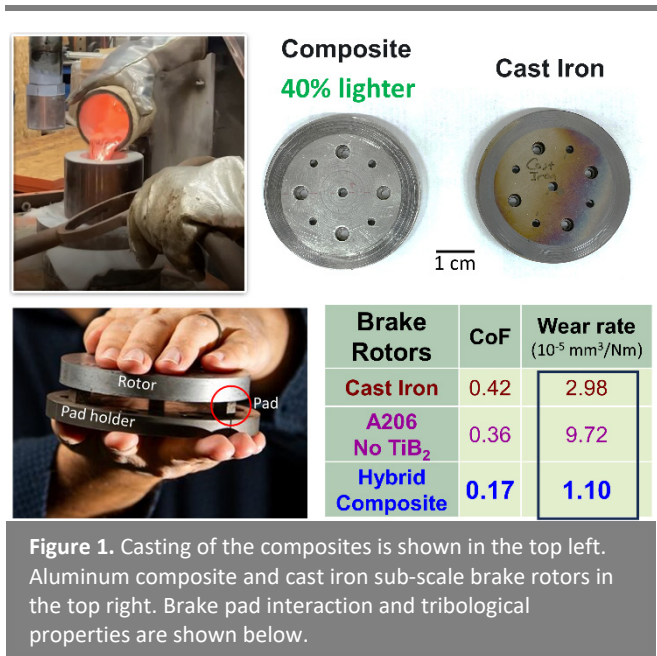 Composite
40% lighter
Cast Iron
Cast
Iron
1 cm
Rotor
Pad
Pad holder
Brake Rotors CoF Wear rate (10⁻⁵ mm³/Nm)
Cast Iron 0.42 2.98
A206 No TiB₂ 0.36 9.72
Hybrid Composite 0.17 1.10
Figure 1. Casting of the composites is shown in the top left.
Aluminum composite and cast iron sub-scale brake rotors in
the top right. Brake pad interaction and tribological
properties are shown below.